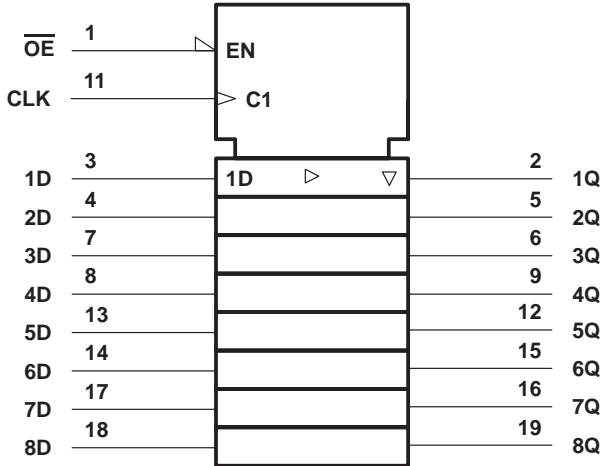 OE 1 EN
CLK 11 C1
1D 3 1D 2 1Q
2D 4 5 2Q
3D 7 6 3Q
4D 8 9 4Q
5D 13 12 5Q
6D 14 15 6Q
7D 17 16 7Q
8D 18 19 8Q